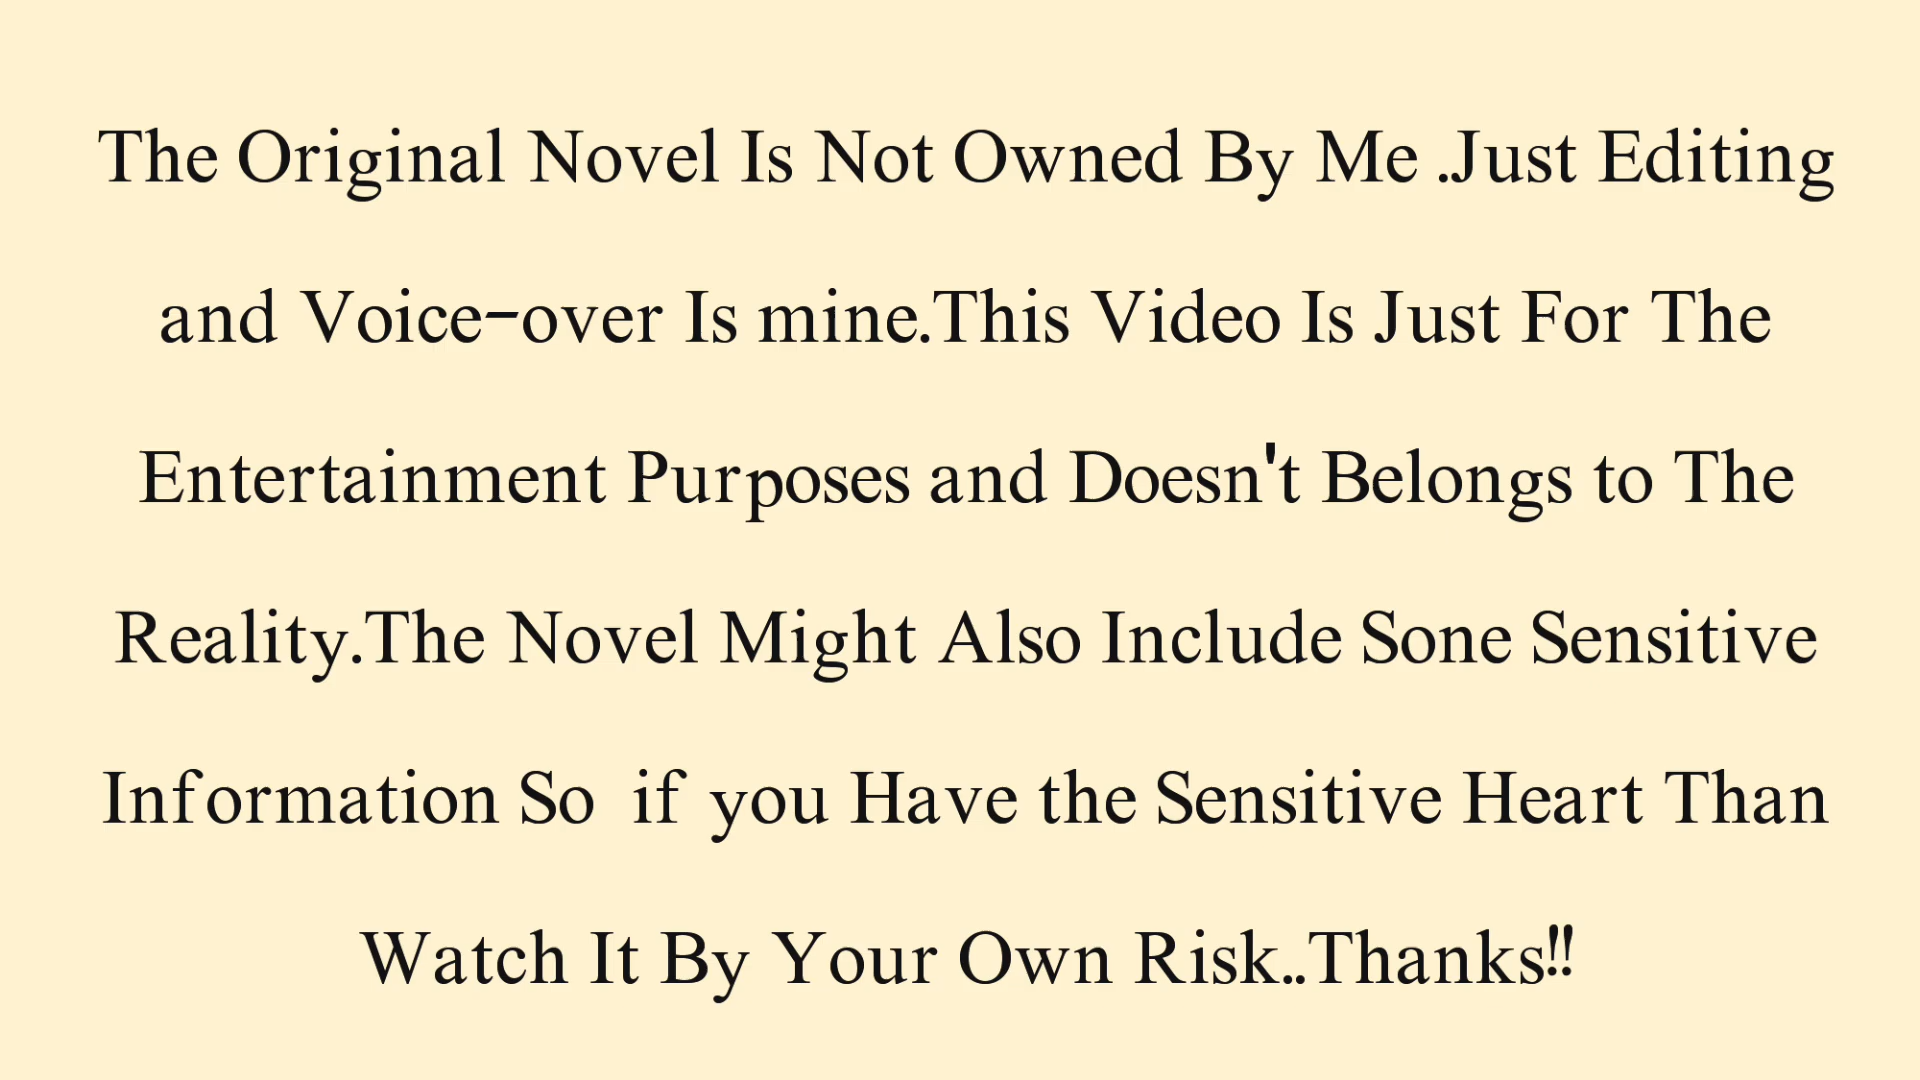 The Original Novel Is Not Owned By Me .Just Editing
and Voice-over Is mine.This Video Is Just For The
Entertainment Purposes and Doesn't Belongs to The
Reality.The Novel Might Also Include Sone Sensitive
Information So  if you Have the Sensitive Heart Than
Watch It By Your Own Risk..Thanks!!